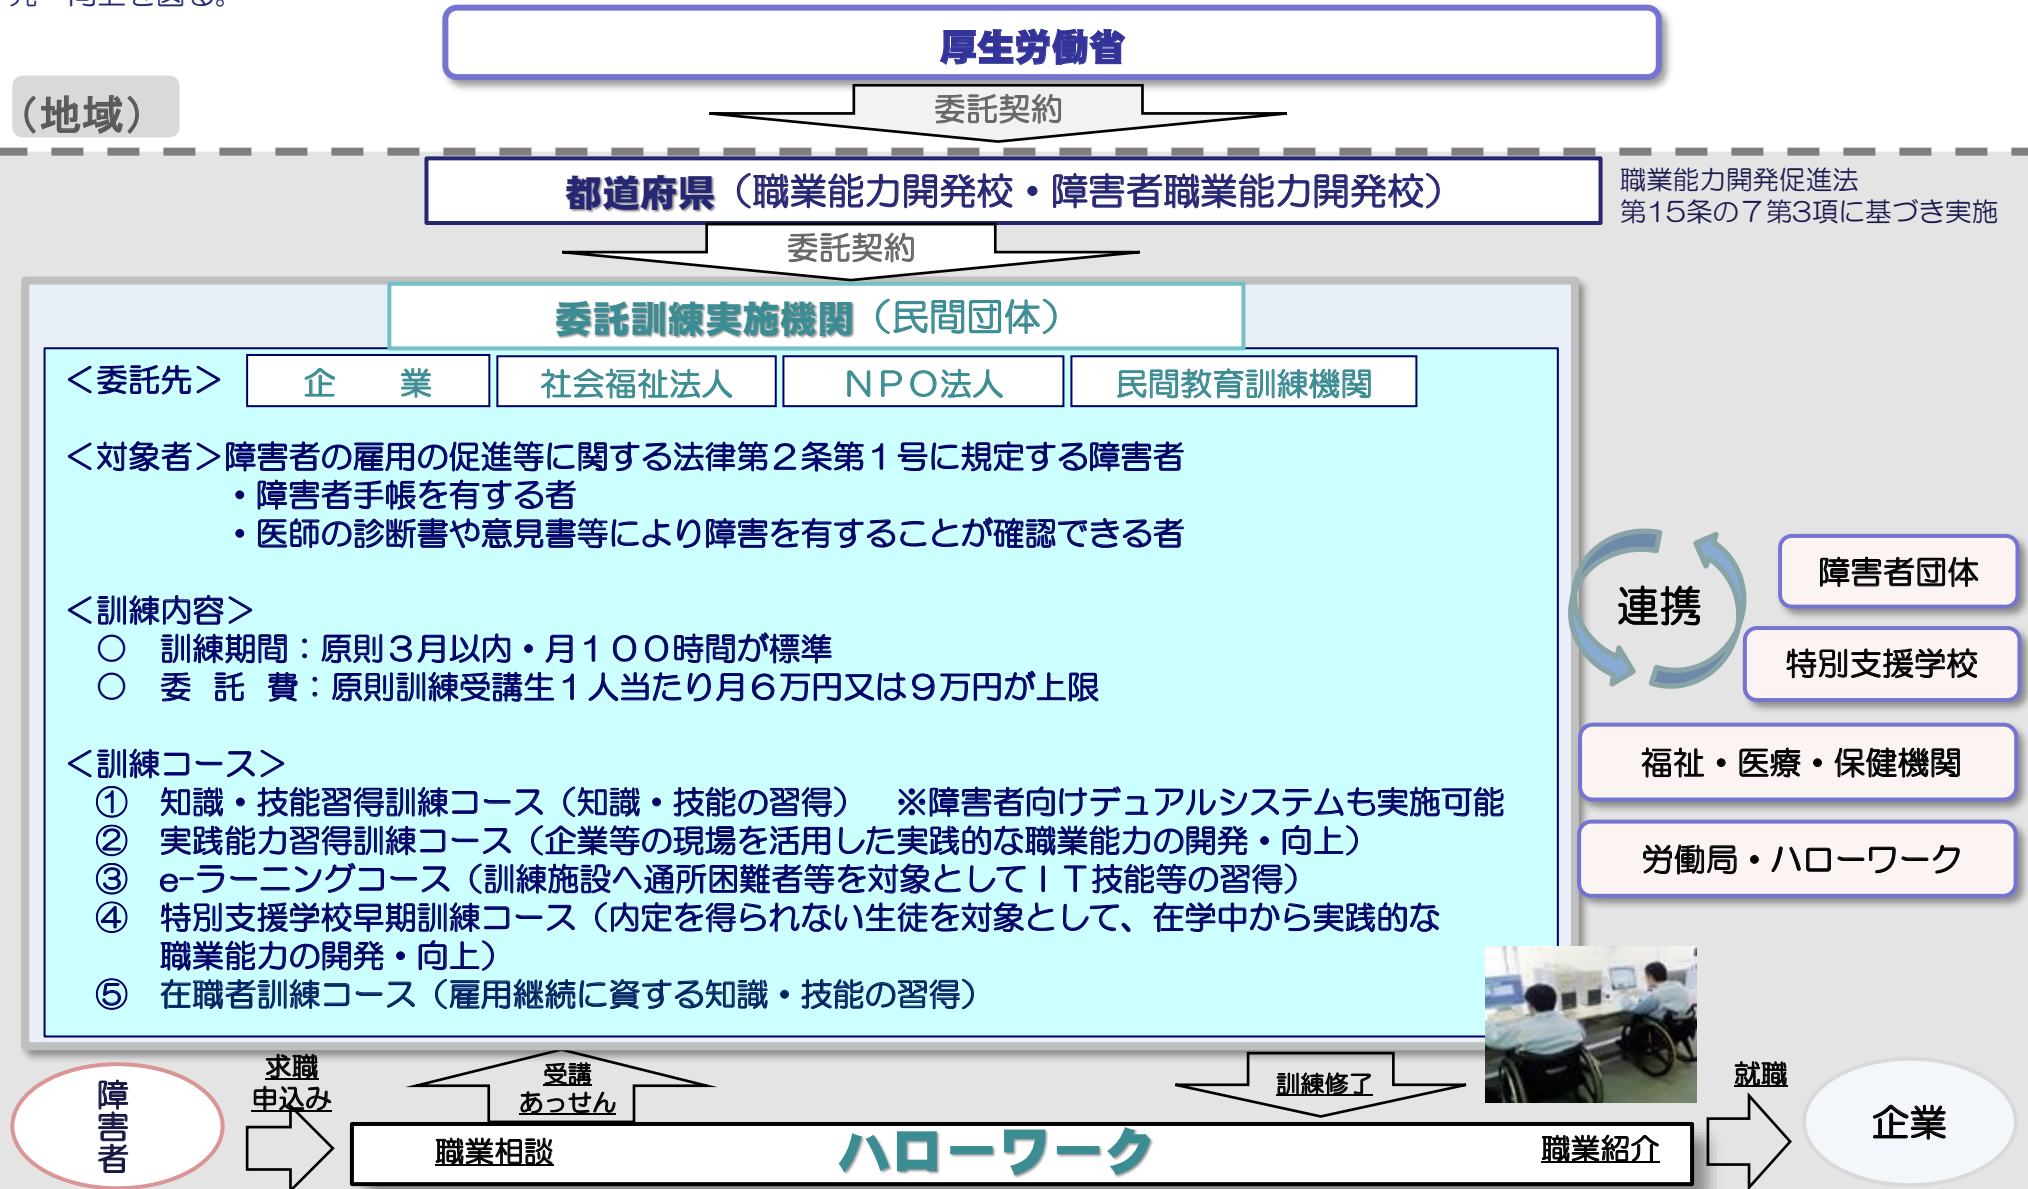 向上を図る。
厚生労働省
（地域）
委託契約
都道府県（職業能力開発校・障害者職業能力開発校）
職業能力開発促進法
第15条の７第3項に基づき実施
委託契約
委託訓練実施機関（民間団体）
＜委託先＞
企　業
社会福祉法人
ＮＰＯ法人
民間教育訓練機関
＜対象者＞障害者の雇用の促進等に関する法律第２条第１号に規定する障害者
・障害者手帳を有する者
・医師の診断書や意見書等により障害を有することが確認できる者
＜訓練内容＞
○　訓練期間：原則３月以内・月１００時間が標準
○　委 託 費：原則訓練受講生１人当たり月６万円又は９万円が上限
＜訓練コース＞
①　知識・技能習得訓練コース（知識・技能の習得）　※障害者向けデュアルシステムも実施可能
②　実践能力習得訓練コース（企業等の現場を活用した実践的な職業能力の開発・向上）
③　e-ラーニングコース（訓練施設へ通所困難者等を対象としてＩＴ技能等の習得）
④　特別支援学校早期訓練コース（内定を得られない生徒を対象として、在学中から実践的な
職業能力の開発・向上）
⑤　在職者訓練コース（雇用継続に資する知識・技能の習得）
連携
障害者団体
特別支援学校
福祉・医療・保健機関
労働局・ハローワーク
障害者
求職
申込み
受講
あっせん
訓練修了
就職
職業相談
ハローワーク
職業紹介
企業